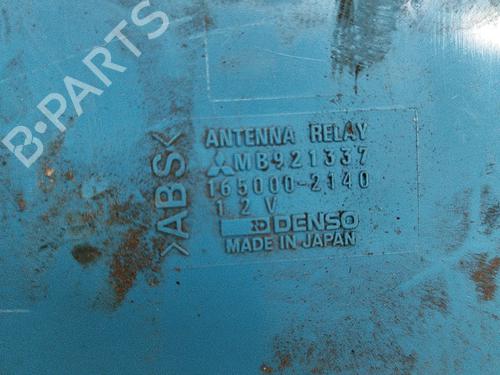 B-PARTS
>ABS<
ANTENNA RELAY
MB921337
165000-2140
12V
DENSO
MADE IN JAPAN